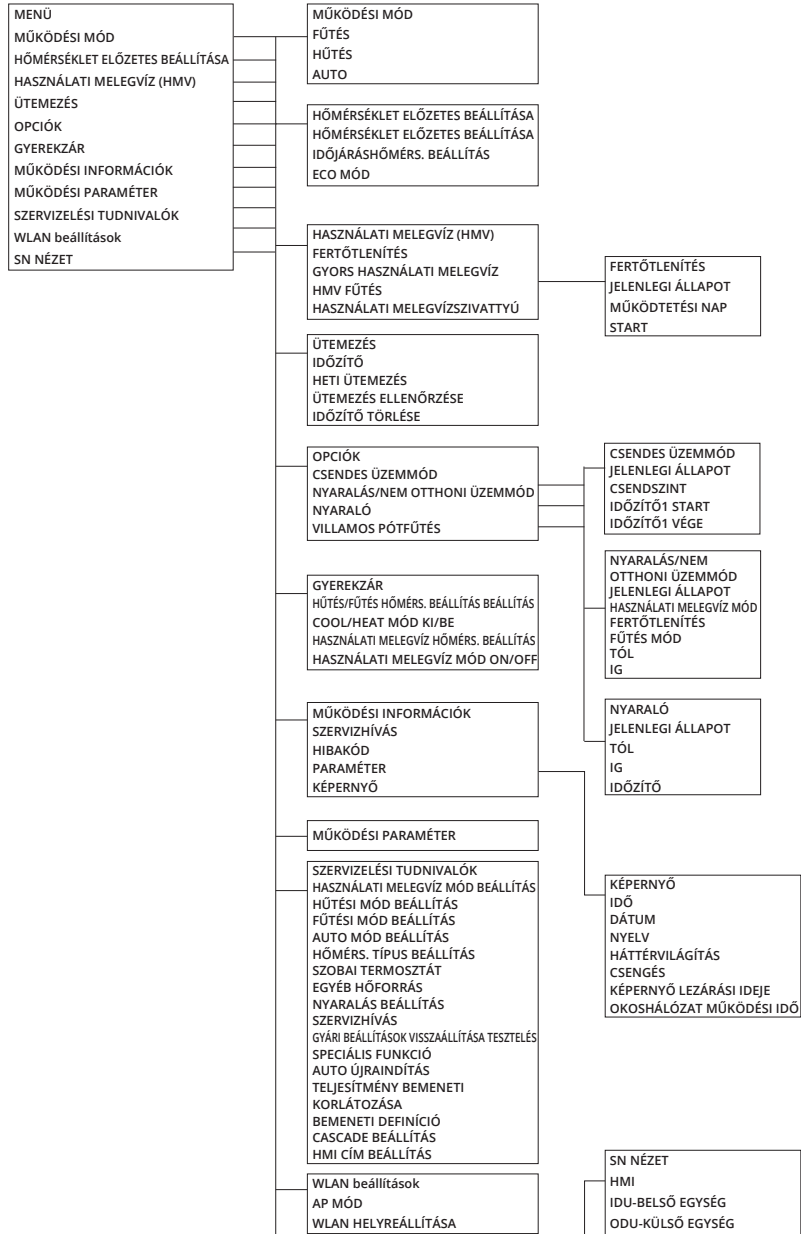 MENÜ
MŰKÖDÉSI MÓD
HŐMÉRSÉKLET ELŐZETES BEÁLLÍTÁSA
HASZNÁLATI MELEGVÍZ (HMV)
ÜTEMEZÉS
OPCIÓK
GYEREKZÁR
MŰKÖDÉSI INFORMÁCIÓK
MŰKÖDÉSI PARAMÉTER
SZERVIZELÉSI TUDNIVALÓK
WLAN beállítások
SN NÉZET
MŰKÖDÉSI MÓD
FŰTÉS
HŰTÉS
AUTO
HŐMÉRSÉKLET ELŐZETES BEÁLLÍTÁSA
HŐMÉRSÉKLET ELŐZETES BEÁLLÍTÁSA
IDŐJÁRÁSHŐMÉRS. BEÁLLÍTÁS
ECO MÓD
HASZNÁLATI MELEGVÍZ (HMV)
FERTŐTLENÍTÉS
GYORS HASZNÁLATI MELEGVÍZ
HMV FŰTÉS
HASZNÁLATI MELEGVÍZSZIVATTYÚ
FERTŐTLENÍTÉS
JELENLEGI ÁLLAPOT
MŰKÖDTETÉSI NAP
START
ÜTEMEZÉS
IDŐZÍTŐ
HETI ÜTEMEZÉS
ÜTEMEZÉS ELLENŐRZÉSE
IDŐZÍTŐ TÖRLÉSE
OPCIÓK
CSENDES ÜZEMMÓD
NYARALÁS/NEM OTTHONI ÜZEMMÓD
NYARALÓ
VILLAMOS PÓTFŰTÉS
CSENDES ÜZEMMÓD
JELENLEGI ÁLLAPOT
CSENDSZINT
IDŐZÍTŐ1 START
IDŐZÍTŐ1 VÉGE
NYARALÁS/NEM
OTTHONI ÜZEMMÓD
JELENLEGI ÁLLAPOT
HASZNÁLATI MELEGVÍZ MÓD
FERTŐTLENÍTÉS
FŰTÉS MÓD
TÓL
IG
NYARALÓ
JELENLEGI ÁLLAPOT
TÓL
IG
IDŐZÍTŐ
GYEREKZÁR
HŰTÉS/FŰTÉS HŐMÉRS. BEÁLLÍTÁS BEÁLLÍTÁS
COOL/HEAT MÓD KI/BE
HASZNÁLATI MELEGVÍZ HŐMÉRS. BEÁLLÍTÁS
HASZNÁLATI MELEGVÍZ MÓD ON/OFF
MŰKÖDÉSI INFORMÁCIÓK
SZERVIZHÍVÁS
HIBAKÓD
PARAMÉTER
KÉPERNYŐ
KÉPERNYŐ
IDŐ
DÁTUM
NYELV
HÁTTÉRVILÁGÍTÁS
CSENGÉS
KÉPERNYŐ LEZÁRÁSI IDEJE
OKOSHÁLÓZAT MŰKÖDÉSI IDŐ
MŰKÖDÉSI PARAMÉTER
SZERVIZELÉSI TUDNIVALÓK
HASZNÁLATI MELEGVÍZ MÓD BEÁLLÍTÁS
HŰTÉSI MÓD BEÁLLÍTÁS
FŰTÉSI MÓD BEÁLLÍTÁS
AUTO MÓD BEÁLLÍTÁS
HŐMÉRS. TÍPUS BEÁLLÍTÁS
SZOBAI TERMOSZTÁT
EGYÉB HŐFORRÁS
NYARALÁS BEÁLLÍTÁS
SZERVIZHÍVÁS
GYÁRI BEÁLLÍTÁSOK VISSZAÁLLÍTÁSA TESZTELÉS
SPECIÁLIS FUNKCIÓ
AUTO ÚJRAINDÍTÁS
TELJESÍTMÉNY BEMENETI
KORLÁTOZÁSA
BEMENETI DEFINÍCIÓ
CASCADE BEÁLLÍTÁS
HMI CÍM BEÁLLÍTÁS
WLAN beállítások
AP MÓD
WLAN HELYREÁLLÍTÁSA
SN NÉZET
HMI
IDU-BELSŐ EGYSÉG
ODU-KÜLSŐ EGYSÉG